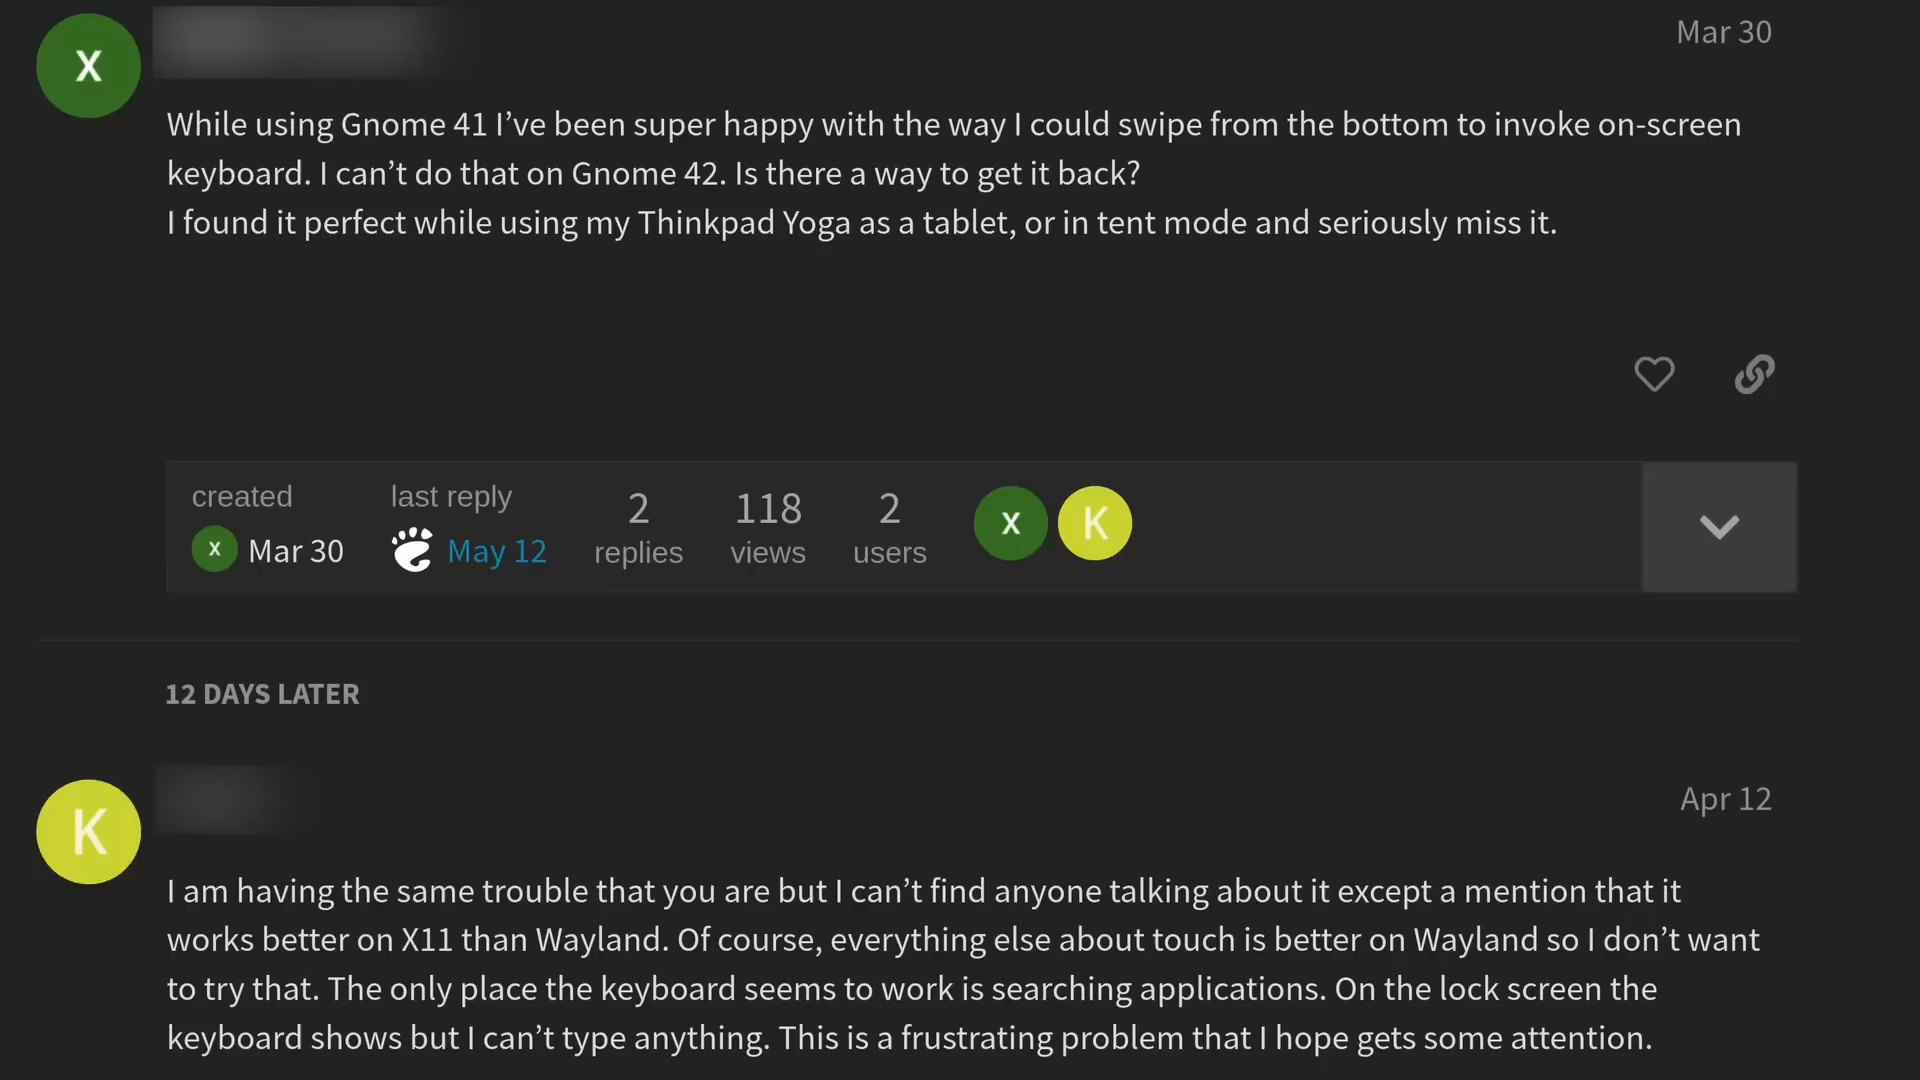 X
Mar 30
While using Gnome 41 I’ve been super happy with the way I could swipe from the bottom to invoke on-screen
keyboard. I can’t do that on Gnome 42. Is there a way to get it back?
I found it perfect while using my Thinkpad Yoga as a tablet, or in tent mode and seriously miss it.
created
last reply
2
118
2
X
K
X
Mar 30
May 12
replies
views
users
12 DAYS LATER
K
Apr 12
I am having the same trouble that you are but I can’t find anyone talking about it except a mention that it
works better on X11 than Wayland. Of course, everything else about touch is better on Wayland so I don’t want
to try that. The only place the keyboard seems to work is searching applications. On the lock screen the
keyboard shows but I can’t type anything. This is a frustrating problem that I hope gets some attention.